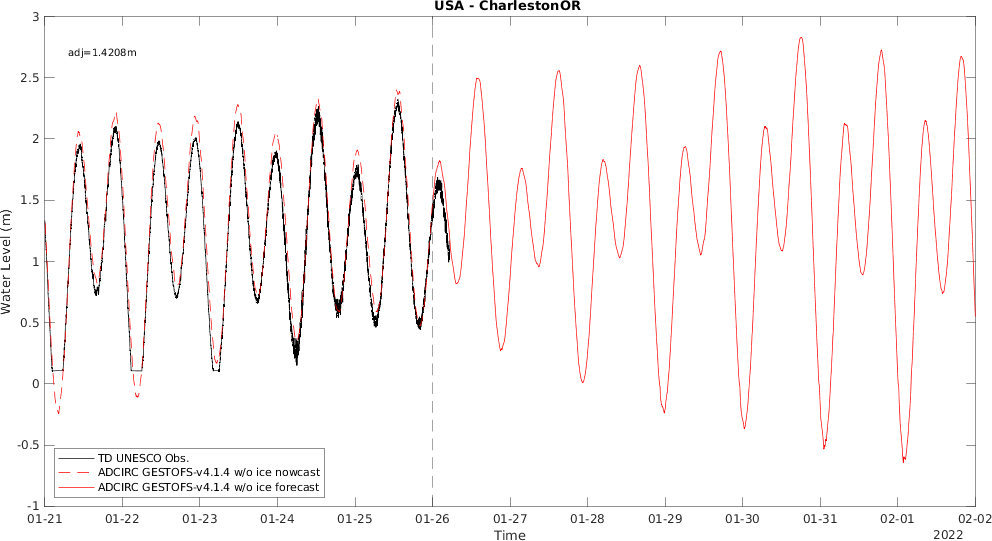 USA - CharlestonOR
adj=1.4208m
3
2.5
2
1.5
1
0.5
0
-0.5
-1
Water Level (m)
TD UNESCO Obs.
ADCIRC GESTOFS-v4.1.4 w/o ice nowcast
ADCIRC GESTOFS-v4.1.4 w/o ice forecast
01-21 01-22 01-23 01-24 01-25 01-26 01-27 01-28 01-29 01-30 01-31 02-01 02-02
Time
2022